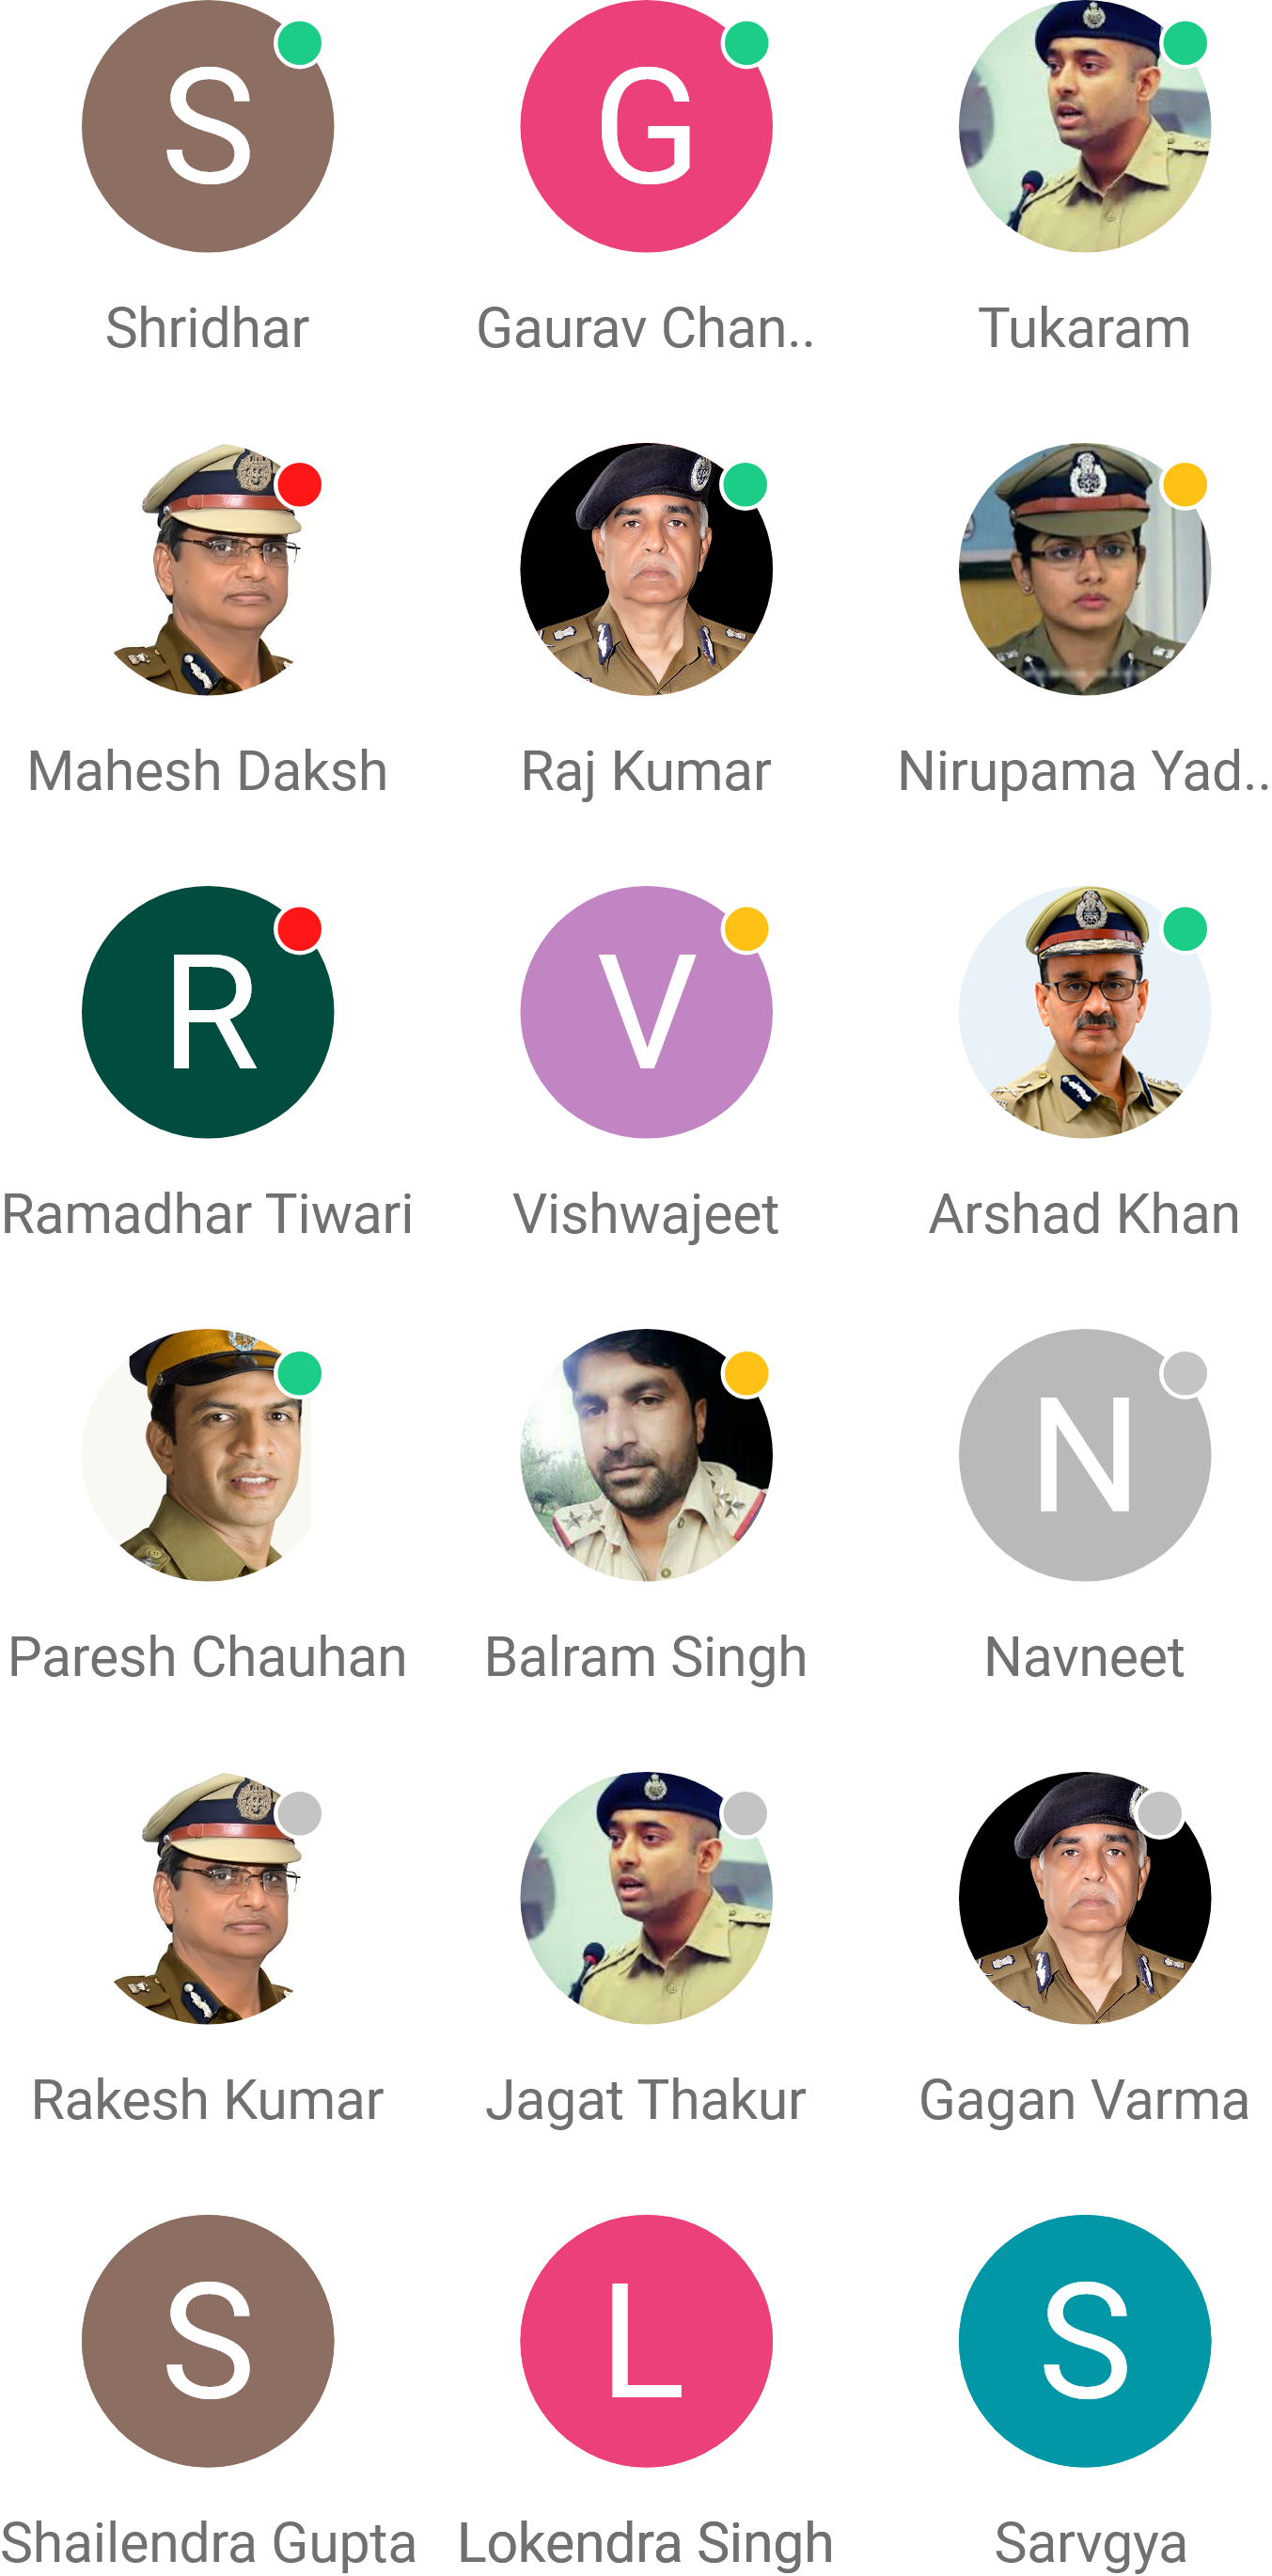 S G
Shridhar Gaurav Chan.. Tukaram
Mahesh Daksh Raj Kumar Nirupama Yad..
R V
Ramadhar Tiwari Vishwajeet Arshad Khan
N
Paresh Chauhan Balram Singh Navneet
Rakesh Kumar Jagat Thakur Gagan Varma
S L S
Shailendra Gupta Lokendra Singh Sarvgya